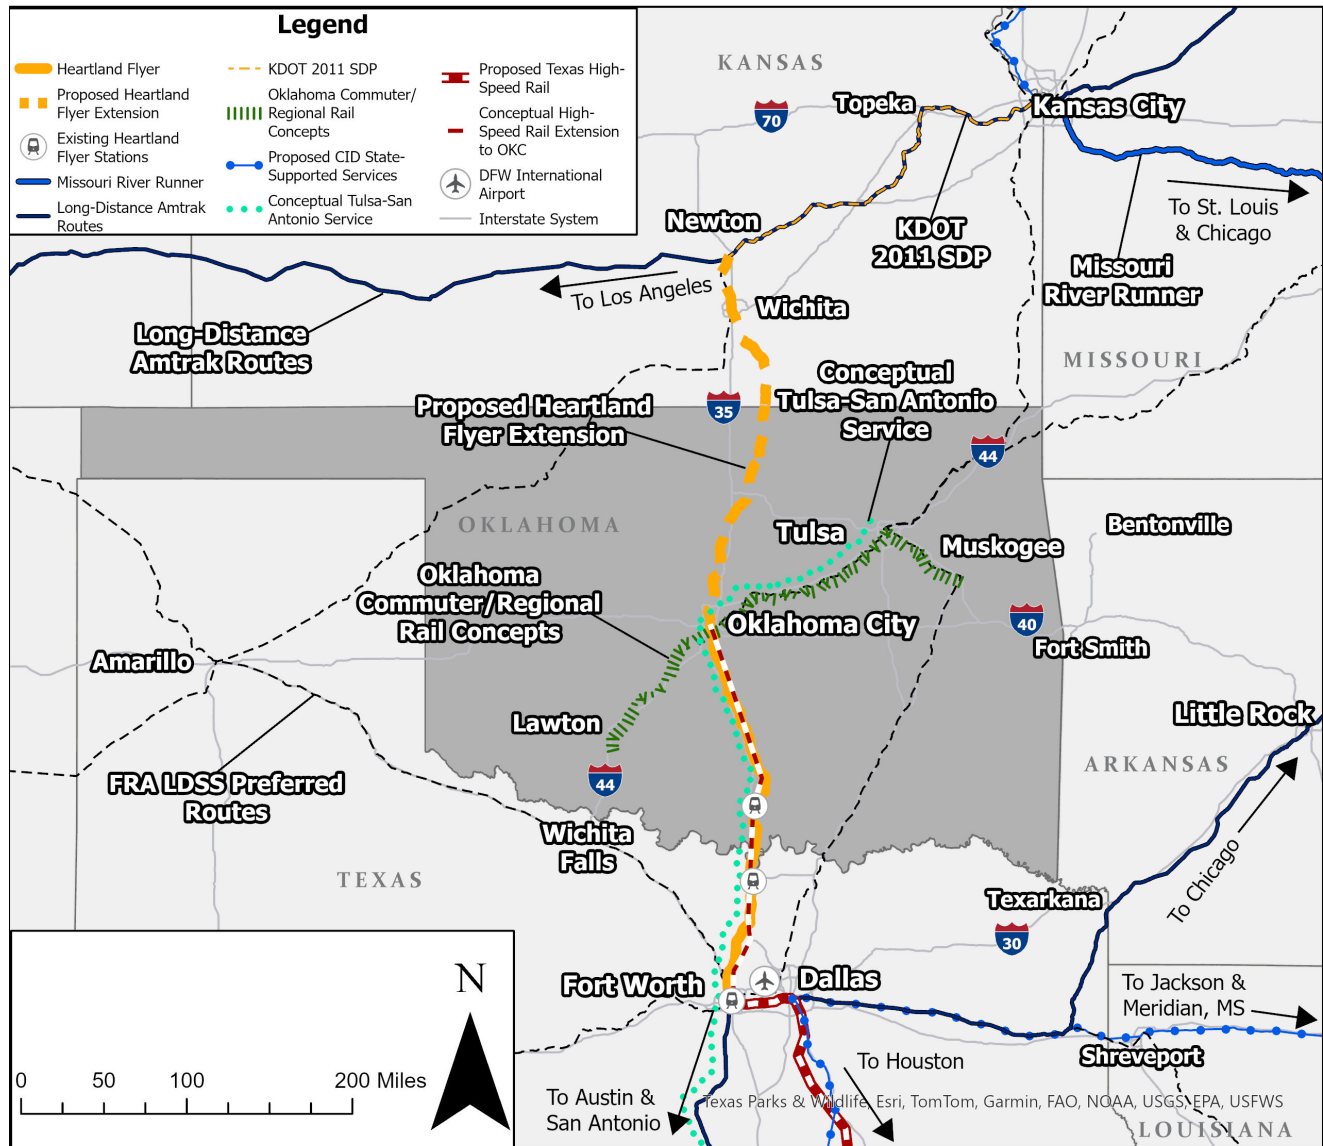 Legend
Heartland Flyer
Proposed Heartland
Flyer Extension
Existing Heartland
Flyer Stations
Missouri River Runner
Long-Distance Amtrak
Routes
KDOT 2011 SDP
Oklahoma Commuter/
Regional Rail
Concepts
Proposed CID State-
Supported Services
Conceptual Tulsa-San
Antonio Service
Proposed Texas High-
Speed Rail
Conceptual High-
Speed Rail Extension
to OKC
DFW International
Airport
Interstate System
KANSAS
70
Topeka
Kansas City
To St. Louis
& Chicago
Newton
KDOT
2011 SDP
Missouri
River Runner
To Los Angeles
Wichita
Long-Distance
Amtrak Routes
MISSOURI
Conceptual
Tulsa-San Antonio
Service
35
Proposed Heartland
Flyer Extension
44
OKLAHOMA
Tulsa
Bentonville
Muskogee
Oklahoma
Commuter/Regional
Rail Concepts
Oklahoma City
40
Fort Smith
Amarillo
Lawton
Little Rock
44
FRA LDSS Preferred
Routes
ARKANSAS
Wichita
Falls
TEXAS
To Chicago
Texarkana
30
N
Fort Worth
Dallas
To Jackson &
Meridian, MS
Shreveport
To Houston
0 50 100 200 Miles
To Austin &
San Antonio
Texas Parks & Wildlife, Esri, TomTom, Garmin, FAO, NOAA, USGS, EPA, USFWS
LOUISIANA